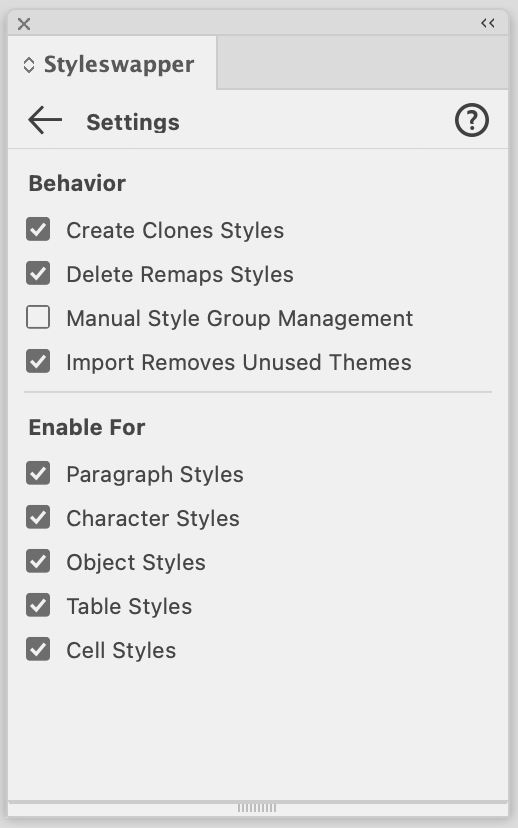 Styleswapper
Settings
Behavior
Create Clones Styles
Delete Remaps Styles
Manual Style Group Management
Import Removes Unused Themes
Enable For
Paragraph Styles
Character Styles
Object Styles
Table Styles
Cell Styles